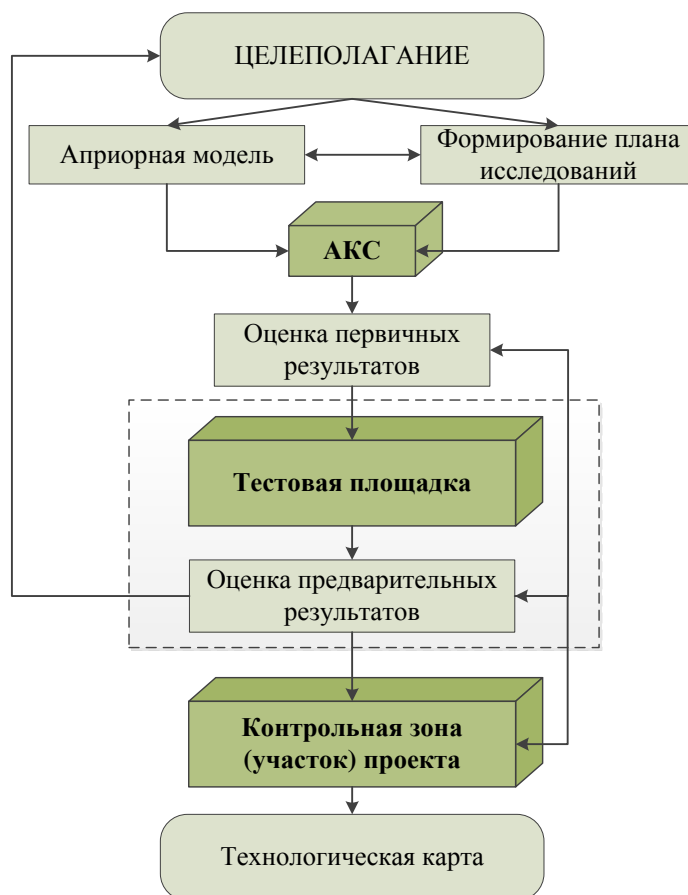 ЦЕЛЕПОЛАГАНИЕ
Априорная модель
Формирование плана
исследований
АКС
Оценка первичных
результатов
Тестовая площадка
Оценка предварительных
результатов
Контрольная зона
(участок) проекта
Технологическая карта